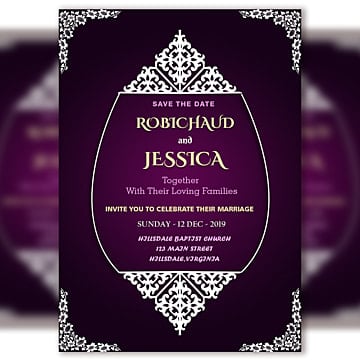 SAVE THE DATE
ROBICHAUD
and
JESSICA
Together
With Their Loving Families
INVITE YOU TO CELEBRATE THEIR MARRIAGE
SUNDAY - 12 DEC - 2019
HILLSDALE BAPTIST CHURCH
123 MAIN STREET
HILLSDALE,VIRGINIA